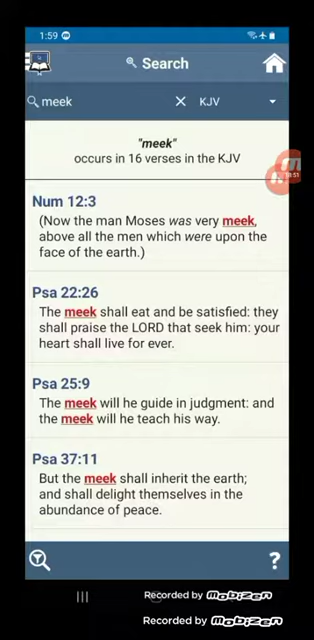 1:59
Search
meek
KJV
"meek"
occurs in 16 verses in the KJV
18:51
Num 12:3
(Now the man Moses was very meek,
above all the men which were upon the
face of the earth.)
Psa 22:26
The meek shall eat and be satisfied: they
shall praise the LORD that seek him: your
heart shall live for ever.
Psa 25:9
The meek will he guide in judgment: and
the meek will he teach his way.
Psa 37:11
But the meek shall inherit the earth;
and shall delight themselves in the
abundance of peace.
?
Recorded by mobizen
Recorded by mobizen